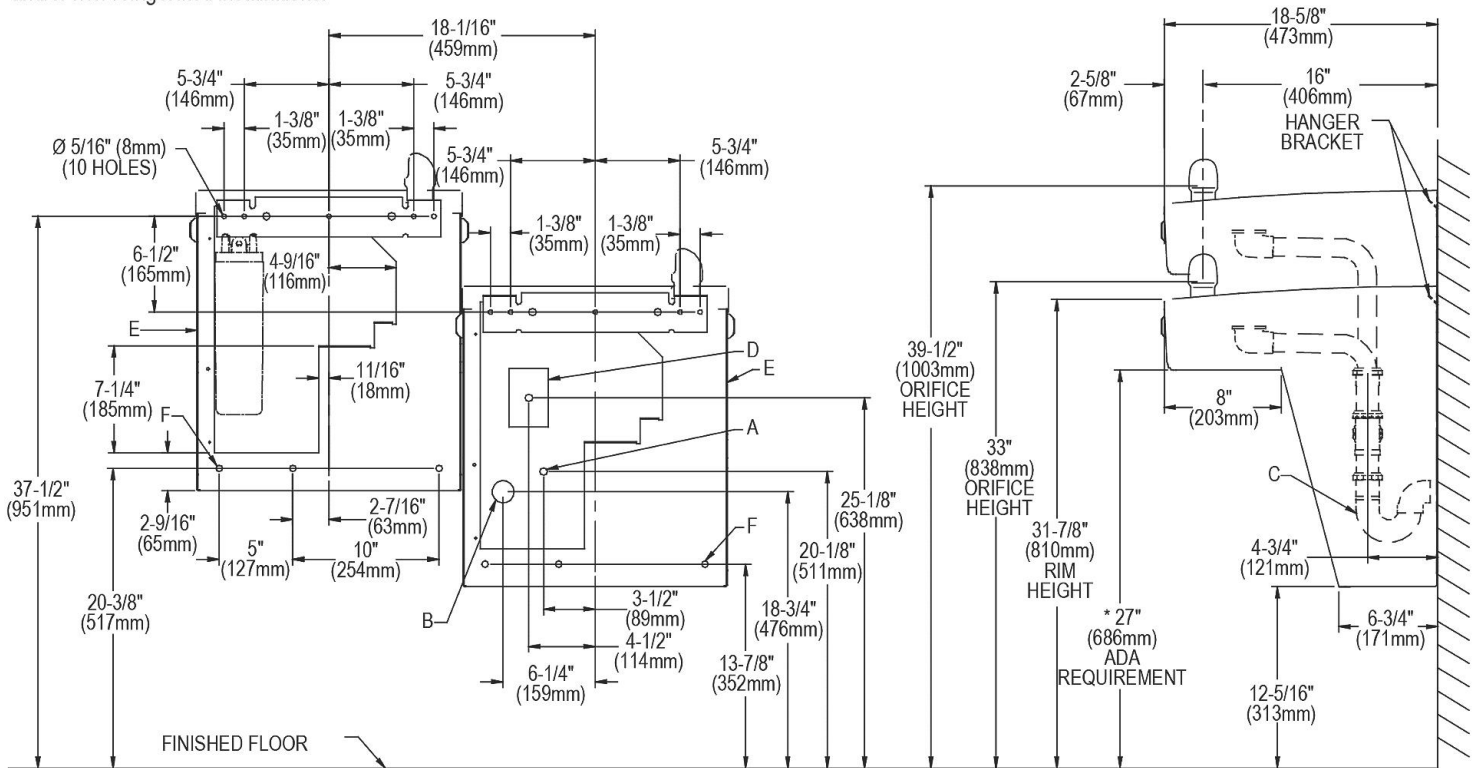 18-1/16"
(459mm)
5-3/4"
(146mm)
5-3/4"
(146mm)
1-3/8"
(35mm)
1-3/8"
(35mm)
Ø 5/16" (8mm)
(10 HOLES)
5-3/4"
(146mm)
5-3/4"
(146mm)
1-3/8"
(35mm)
1-3/8"
(35mm)
6-1/2"
(165mm)
4-9/16"
(116mm)
E
11/16"
(18mm)
7-1/4"
(185mm)
F
D
E
A
37-1/2"
(951mm)
2-9/16"
(65mm)
2-7/16"
(63mm)
5"
(127mm)
10"
(254mm)
20-3/8"
(517mm)
25-1/8"
(638mm)
F
20-1/8"
(511mm)
B
3-1/2"
(89mm)
18-3/4"
(476mm)
4-1/2"
(114mm)
6-1/4"
(159mm)
13-7/8"
(352mm)
FINISHED FLOOR
18-5/8"
(473mm)
2-5/8"
(67mm)
16"
(406mm)
HANGER
BRACKET
39-1/2"
(1003mm)
ORIFICE
HEIGHT
8"
(203mm)
33"
(838mm)
ORIFICE
HEIGHT
C
31-7/8"
(810mm)
RIM
HEIGHT
4-3/4"
(121mm)
* 27"
(686mm)
ADA
REQUIREMENT
6-3/4"
(171mm)
12-5/16"
(313mm)